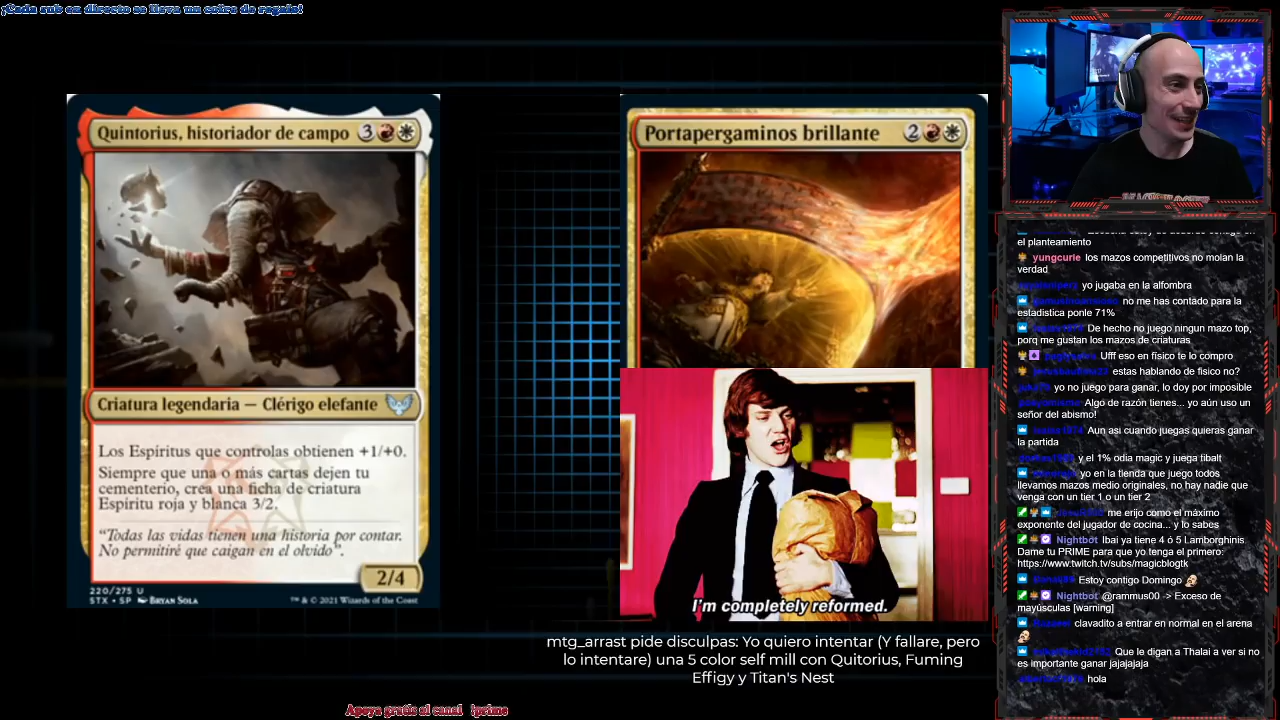 ¡Cada sub en directo se lleva un cofre de regalo!
Quintorius, historiador de campo 3
Criatura legendaria — Clérigo elefante
Los Espíritus que controlas obtienen +1/+0.
Siempre que una o más cartas dejen tu
cementerio, crea una ficha de criatura
Espíritu roja y blanca 3/2.
“Todas las vidas tienen una historia por contar.
No permitiré que caigan en el olvido”.
2/4
220/275 U
STX • SP Bryan Sola
™ & © 2021 Wizards of the Coast
Portapergaminos brillante 2
I'm completely reformed.
mtg_arrast pide disculpas: Yo quiero intentar (Y fallare, pero
lo intentare) una 5 color self mill con Quitorius, Fuming
Effigy y Titan's Nest
Apoya gratis el canal !prime
el planteamiento
yungcurie los mazos competitivos no molan la
verdad
yo jugaba en la alfombra
no me has contado para la
estadistica ponle 71%
De hecho no juego ningun mazo top,
porq me gustan los mazos de criaturas
Ufff eso en físico te lo compro
estas hablando de físico no?
yo no juego para ganar, lo doy por imposible
Algo de razón tienes... yo aún uso un
señor del abismo!
Aun asi cuando juegas quieras ganar
la partida
y el 1% odia magic y juega tibalt
yo en la tienda que juego todos
llevamos mazos medio originales, no hay nadie que
venga con un tier 1 o un tier 2
me erijo como el máximo
exponente del jugador de cocina... y lo sabes
Nightbot Ibai ya tiene 4 ó 5 Lamborghinis
Dame tu PRIME para que yo tenga el primero:
https://www.twitch.tv/subs/magicblogtk
Estoy contigo Domingo
Nightbot @rammus00 -> Exceso de
mayúsculas [warning]
clavadito a entrar en normal en el arena
Que le digan a Thalai a ver si no
es importante ganar jajajajaja
hola